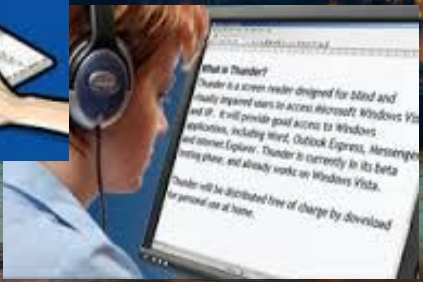 What is Thunder?
Thunder is a screen reader designed for blind and
visually impaired users to access Microsoft Windows Vista
and XP. It will provide good access to Windows
applications, including Word, Outlook Express, Messenger
and Internet Explorer. Thunder is currently in its beta
testing phase, and already works on Windows Vista.
Thunder will be distributed free of charge by download
for personal use at home.